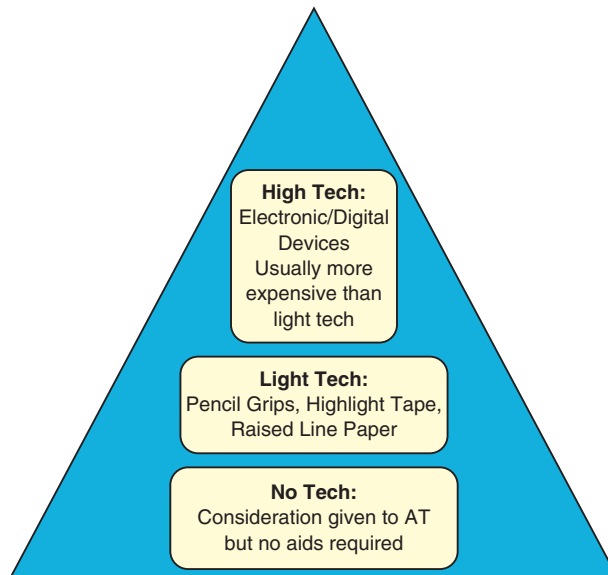 High Tech:
Electronic/Digital
Devices
Usually more
expensive than
light tech
Light Tech:
Pencil Grips, Highlight Tape,
Raised Line Paper
No Tech:
Consideration given to AT
but no aids required